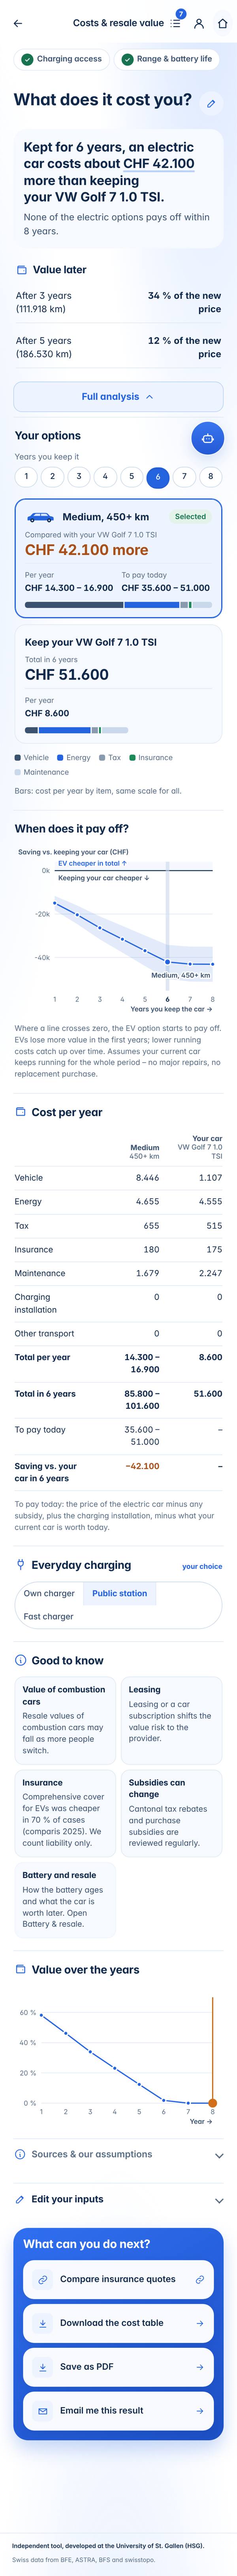 Costs & resale value
7
Charging access
Range & battery life
What does it cost you?
Kept for 6 years, an electric
car costs about CHF 42.100
more than keeping
your VW Golf 7 1.0 TSI.
None of the electric options pays off within
8 years.
Value later
After 3 years
(111.918 km)
34 % of the new
price
After 5 years
(186.530 km)
12 % of the new
price
Full analysis
Your options
Years you keep it
1 2 3 4 5 6 7 8
Medium, 450+ km
Selected
Compared with your VW Golf 7 1.0 TSI
CHF 42.100 more
Per year
CHF 14.300 – 16.900
To pay today
CHF 35.600 – 51.000
Keep your VW Golf 7 1.0 TSI
Total in 6 years
CHF 51.600
Per year
CHF 8.600
Vehicle Energy Tax Insurance
Maintenance
Bars: cost per year by item, same scale for all.
When does it pay off?
Saving vs. keeping your car (CHF)
EV cheaper in total ↑
0k
Keeping your car cheaper ↓
-20k
-40k
Medium, 450+ km
1 2 3 4 5 6 7 8
Years you keep the car →
Where a line crosses zero, the EV option starts to pay off.
EVs lose more value in the first years; lower running
costs catch up over time. Assumes your current car
keeps running for the whole period – no major repairs, no
replacement purchase.
Cost per year
Medium
450+ km
Your car
VW Golf 7 1.0
TSI
Vehicle 8.446 1.107
Energy 4.655 4.555
Tax 655 515
Insurance 180 175
Maintenance 1.679 2.247
Charging
installation
0 0
Other transport 0 0
Total per year
14.300 –
16.900
8.600
Total in 6 years
85.800 –
101.600
51.600
To pay today
35.600 –
51.000
–
Saving vs. your
car in 6 years
−42.100 –
To pay today: the price of the electric car minus any
subsidy, plus the charging installation, minus what your
current car is worth today.
Everyday charging
your choice
Own charger
Public station
Fast charger
Good to know
Value of combustion
cars
Resale values of
combustion cars may
fall as more people
switch.
Leasing
Leasing or a car
subscription shifts the
value risk to the
provider.
Insurance
Comprehensive cover
for EVs was cheaper
in 70 % of cases
(comparis 2025). We
count liability only.
Subsidies can
change
Cantonal tax rebates
and purchase
subsidies are
reviewed regularly.
Battery and resale
How the battery ages
and what the car is
worth later. Open
Battery & resale.
Value over the years
60 %
40 %
20 %
0 %
1 2 3 4 5 6 7 8
Year →
Sources & our assumptions
Edit your inputs
What can you do next?
Compare insurance quotes
Download the cost table
Save as PDF
Email me this result
Independent tool, developed at the University of St. Gallen (HSG).
Swiss data from BFE, ASTRA, BFS and swisstopo.